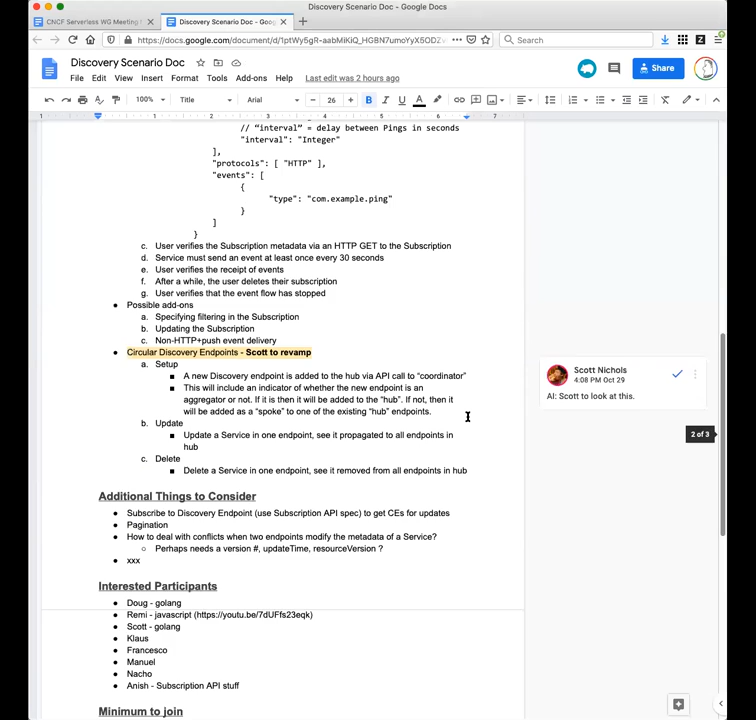 Discovery Scenario Doc - Google Docs
CNCF Serverless WG Meeting
Discovery Scenario Doc - Goog
https://docs.google.com/document/d/1ptWy5gR-aabMiKiQ_HGBN7umoYyX5ODZ
Search
Discovery Scenario Doc
File Edit View Insert Format Tools Add-ons Help Last edit was 2 hours ago
Share
100% Title Arial 26
1 1 2 3 4 5 6 7
// “interval” = delay between Pings in seconds
"interval": "Integer"
],
"protocols": [ "HTTP" ],
"events": [
{
"type": "com.example.ping"
}
]
}
c. User verifies the Subscription metadata via an HTTP GET to the Subscription
d. Service must send an event at least once every 30 seconds
e. User verifies the receipt of events
f. After a while, the user deletes their subscription
g. User verifies that the event flow has stopped
● Possible add-ons
a. Specifying filtering in the Subscription
b. Updating the Subscription
c. Non-HTTP+push event delivery
● Circular Discovery Endpoints - Scott to revamp
a. Setup
■ A new Discovery endpoint is added to the hub via API call to “coordinator”
■ This will include an indicator of whether the new endpoint is an
aggregator or not. If it is then it will be added to the “hub”. If not, then it
will be added as a “spoke” to one of the existing “hub” endpoints.
b. Update
■ Update a Service in one endpoint, see it propagated to all endpoints in
hub
c. Delete
■ Delete a Service in one endpoint, see it removed from all endpoints in hub
Scott Nichols
4:08 PM Oct 29
AI: Scott to look at this.
2 of 3
Additional Things to Consider
● Subscribe to Discovery Endpoint (use Subscription API spec) to get CEs for updates
● Pagination
● How to deal with conflicts when two endpoints modify the metadata of a Service?
○ Perhaps needs a version #, updateTime, resourceVersion ?
● xxx
Interested Participants
● Doug - golang
● Remi - javascript (https://youtu.be/7dUFfs23eqk)
● Scott - golang
● Klaus
● Francesco
● Manuel
● Nacho
● Anish - Subscription API stuff
Minimum to join